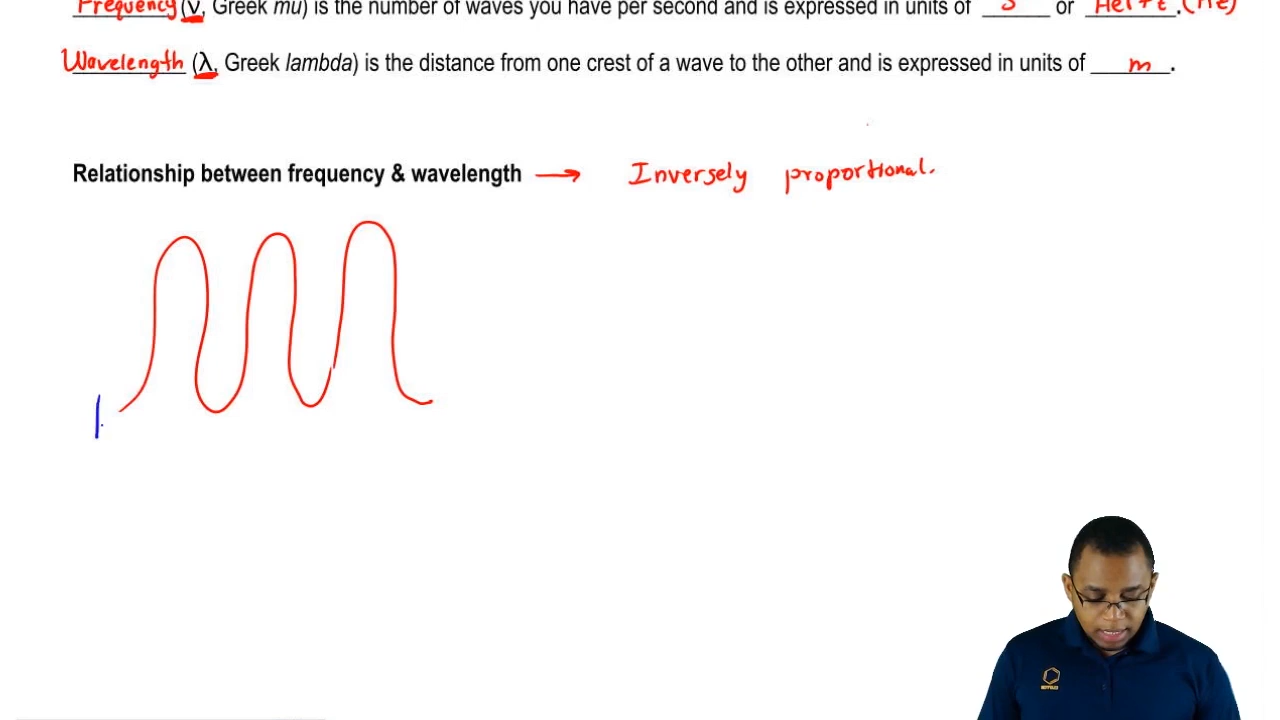 Frequency (ν, Greek mu) is the number of waves you have per second and is expressed in units of or Hertz. (Hz)
Wavelength (λ, Greek lambda) is the distance from one crest of a wave to the other and is expressed in units of m.
Relationship between frequency & wavelength → Inversely proportional.